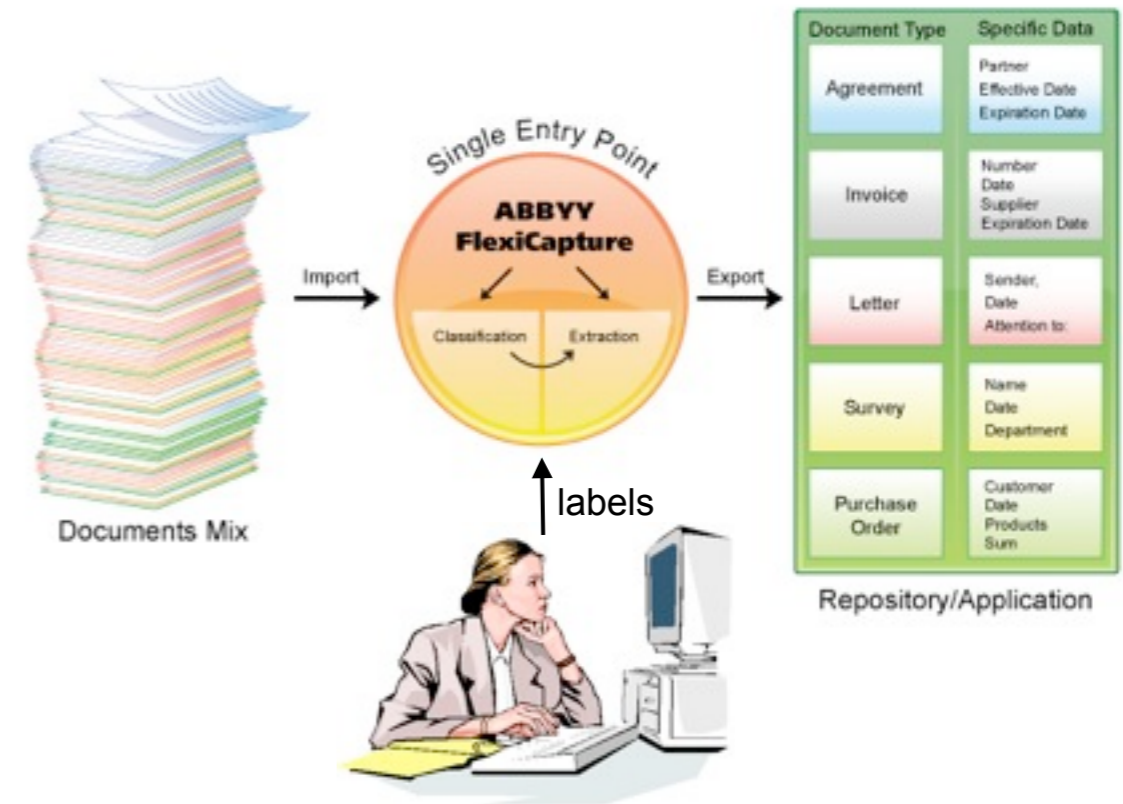 Documents Mix
Import
Single Entry Point
ABBYY
FlexiCapture
Classification
Extraction
labels
Export
Document Type
Specific Data
Agreement
Partner
Effective Date
Expiration Date
Invoice
Number
Date
Supplier
Expiration Date
Letter
Sender,
Date
Attention to:
Survey
Name
Date
Department
Purchase
Order
Customer
Date
Products
Sum
Repository/Application